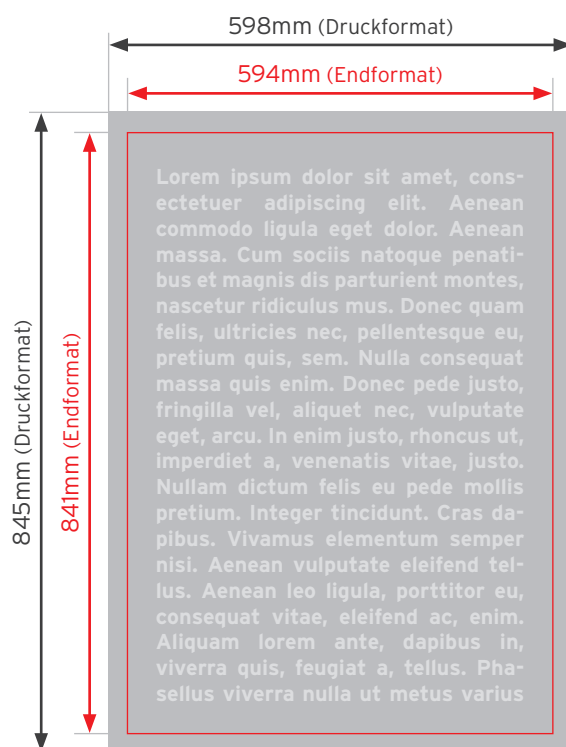 598mm (Druckformat)
594mm (Endformat)
845mm (Druckformat)
841mm (Endformat)
Lorem ipsum dolor sit amet, cons-
ectetuer adipiscing elit. Aenean
commodo ligula eget dolor. Aenean
massa. Cum sociis natoque penati-
bus et magnis dis parturient montes,
nascetur ridiculus mus. Donec quam
felis, ultricies nec, pellentesque eu,
pretium quis, sem. Nulla consequat
massa quis enim. Donec pede justo,
fringilla vel, aliquet nec, vulputate
eget, arcu. In enim justo, rhoncus ut,
imperdiet a, venenatis vitae, justo.
Nullam dictum felis eu pede mollis
pretium. Integer tincidunt. Cras da-
pibus. Vivamus elementum semper
nisi. Aenean vulputate eleifend tel-
lus. Aenean leo ligula, porttitor eu,
consequat vitae, eleifend ac, enim.
Aliquam lorem ante, dapibus in,
viverra quis, feugiat a, tellus. Pha-
sellus viverra nulla ut metus varius